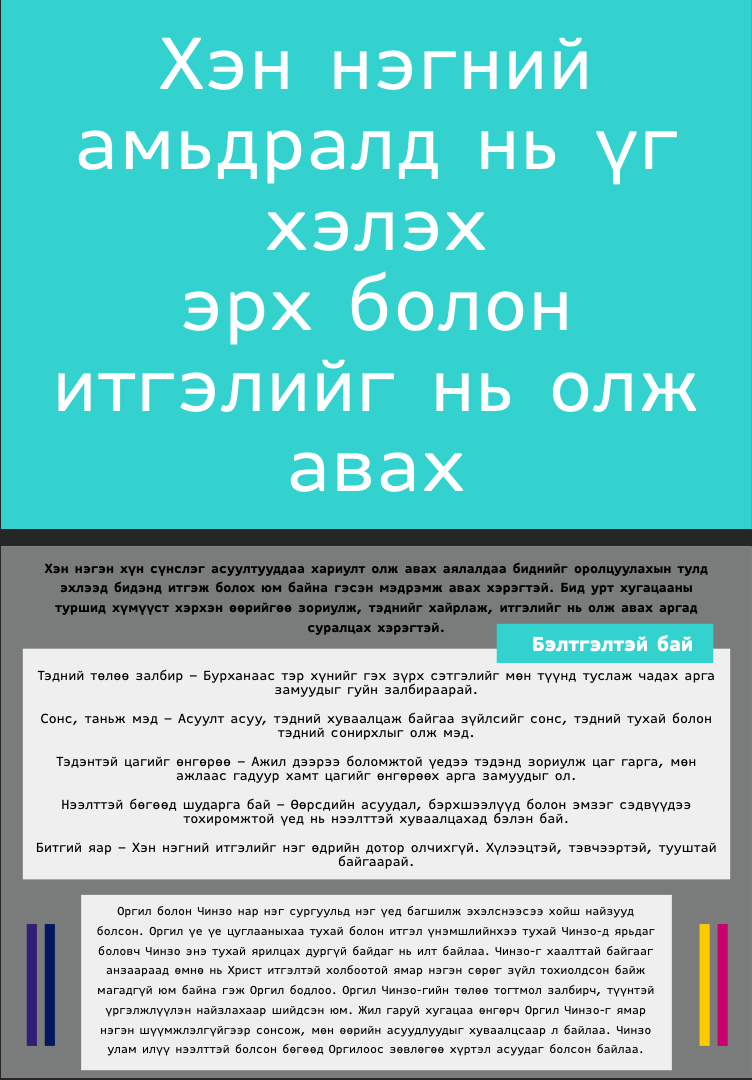 Хэн нэгний
амьдралд нь үг
хэлэх
эрх болон
итгэлийг нь олж
авах
Хэн нэгэн хүн сүнслэг асуултууддаа хариулт олж авах аялалдаа биднийг оролцуулахын тулд
эхлээд бидэнд итгэж болох юм байна гэсэн мэдрэмж авах хэрэгтэй. Бид урт хугацааны
туршид хүмүүст хэрхэн өөрийгөө зориулж, тэднийг хайрлаж, итгэлийг нь олж авах аргад
суралцах хэрэгтэй.
Бэлтгэлтэй бай
Тэдний төлөө залбир – Бурханаас тэр хүнийг гэх зүрх сэтгэлийг мөн түүнд туслаж чадах арга
замуудыг гуйн залбираарай.
Сонс, таньж мэд – Асуулт асуу, тэдний хуваалцаж байгаа зүйлсийг сонс, тэдний тухай болон
тэдний сонирхлыг олж мэд.
Тэдэнтэй цагийг өнгөрөө – Ажил дээрээ боломжтой үедээ тэдэнд зориулж цаг гарга, мөн
ажлаас гадуур хамт цагийг өнгөрөөх арга замуудыг ол.
Нээлттэй бөгөөд шударга бай – Өөрсдийн асуудал, бэрхшээлүүд болон эмзэг сэдвүүдээ
тохиромжтой үед нь нээлттэй хуваалцахад бэлэн бай.
Битгий яар – Хэн нэгний итгэлийг нэг өдрийн дотор олчихгүй. Хүлээцтэй, тэвчээртэй, тууштай
байгаарай.
Оргил болон Чинзо нар нэг сургуульд нэг үед багшилж эхэлснээсээ хойш найзууд
болсон. Оргил үе үе цуглааныхаа тухай болон итгэл үнэмшлийнхээ тухай Чинзо-д ярьдаг
боловч Чинзо энэ тухай ярилцах дургүй байдаг нь илт байлаа. Чинзо-г хаалттай байгааг
анзаараад өмнө нь Христ итгэлтэй холбоотой ямар нэгэн сөрөг зүйл тохиолдсон байж
магадгүй юм байна гэж Оргил бодлоо. Оргил Чинзо-гийн төлөө тогтмол залбирч, түүнтэй
үргэлжлүүлэн найзлахаар шийдсэн юм. Жил гаруй хугацаа өнгөрч Оргил Чинзо-г ямар
нэгэн шүүмжлэлгүйгээр сонсож, мөн өөрийн асуудлуудыг хуваалцсаар л байлаа. Чинзо
улам илүү нээлттэй болсон бөгөөд Оргилоос зөвлөгөө хүртэл асуудаг болсон байлаа.